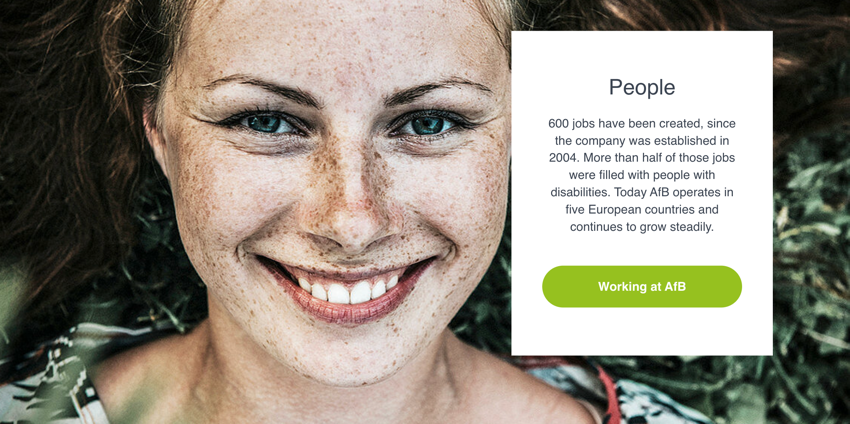 People
600 jobs have been created, since
the company was established in
2004. More than half of those jobs
were filled with people with
disabilities. Today AfB operates in
five European countries and
continues to grow steadily.
Working at AfB